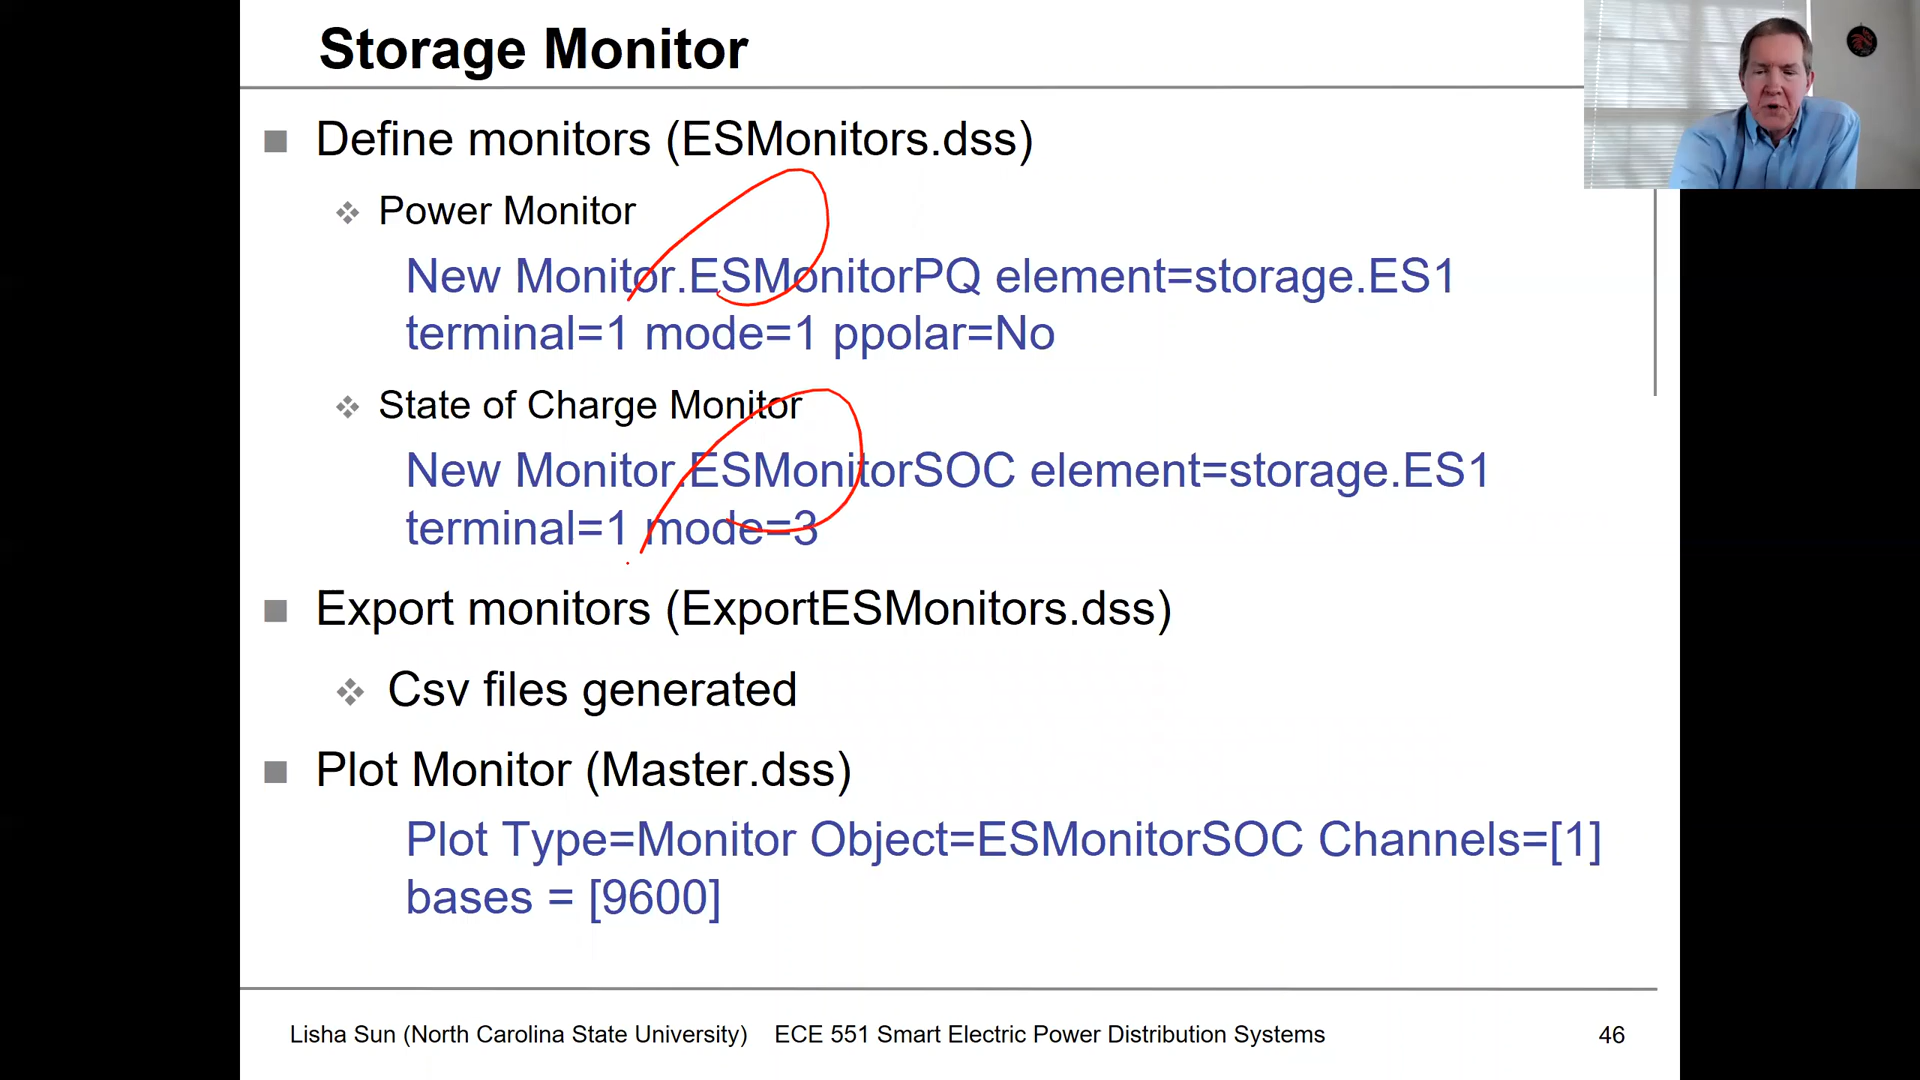 Storage Monitor
Define monitors (ESMonitors.dss)
Power Monitor
New Monitor.ESMonitorPQ element=storage.ES1
terminal=1 mode=1 ppolar=No
State of Charge Monitor
New Monitor.ESMonitorSOC element=storage.ES1
terminal=1 mode=3
Export monitors (ExportESMonitors.dss)
Csv files generated
Plot Monitor (Master.dss)
Plot Type=Monitor Object=ESMonitorSOC Channels=[1]
bases = [9600]
Lisha Sun (North Carolina State University) ECE 551 Smart Electric Power Distribution Systems 46